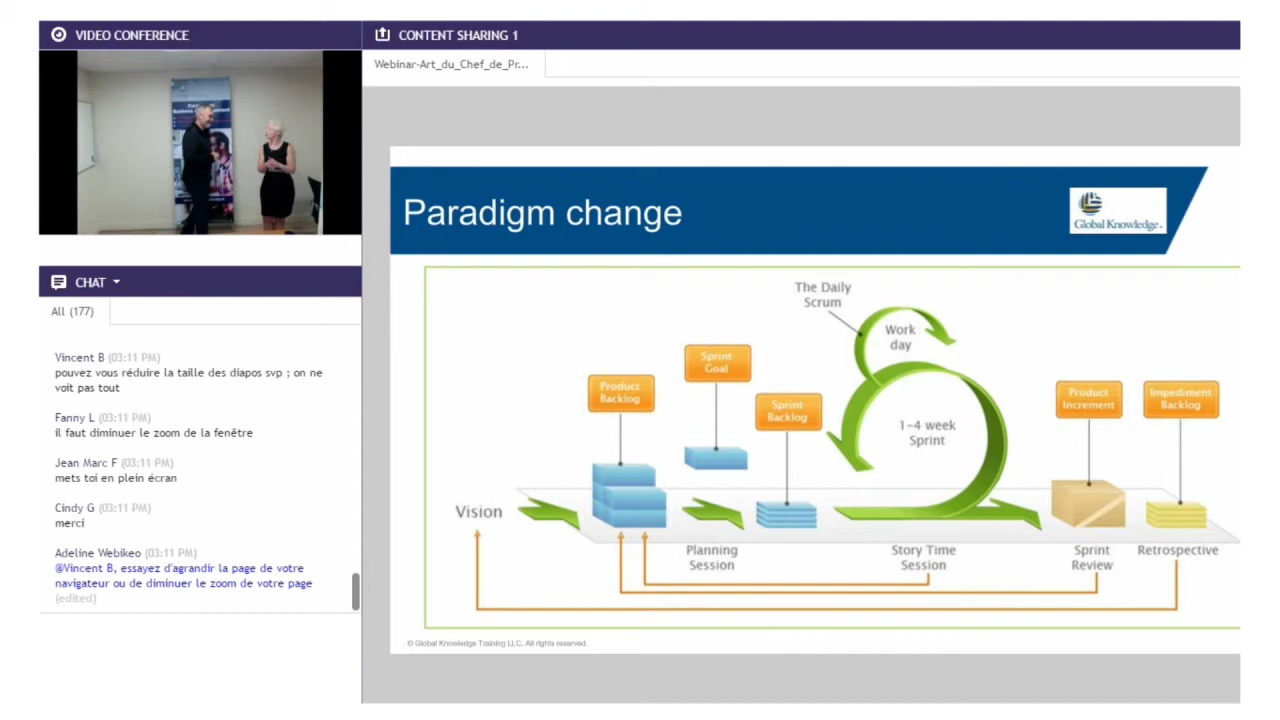 VIDEO CONFERENCE
CHAT
All (177)
Vincent B (03:11 PM)
pouvez vous réduire la taille des diapos svp ; on ne
voit pas tout
Fanny L (03:11 PM)
il faut diminuer le zoom de la fenêtre
Jean Marc F (03:11 PM)
mets toi en plein écran
Cindy G (03:11 PM)
merci
Adeline Webikeo (03:11 PM)
@Vincent B, essayez d'agrandir la page de votre
navigateur ou de diminuer le zoom de votre page
(edited)
CONTENT SHARING 1
Webinar-Art_du_Chef_de_Pr...
Paradigm change
Global Knowledge.
The Daily
Scrum
Work
day
Sprint
Goal
Product
Backlog
Sprint
Backlog
1-4 week
Sprint
Product
Increment
Impediment
Backlog
Vision
Planning
Session
Story Time
Session
Sprint
Review
Retrospective
© Global Knowledge Training LLC. All rights reserved.